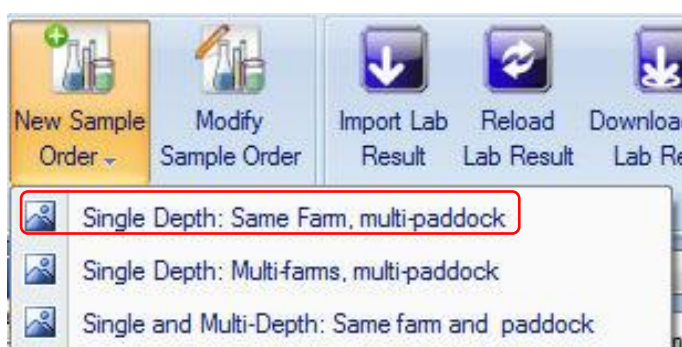 New Sample Order
Modify Sample Order
Import Lab Result
Reload Lab Result
Single Depth: Same Farm, multi-paddock
Single Depth: Multi-farms, multi-paddock
Single and Multi-Depth: Same farm and paddock